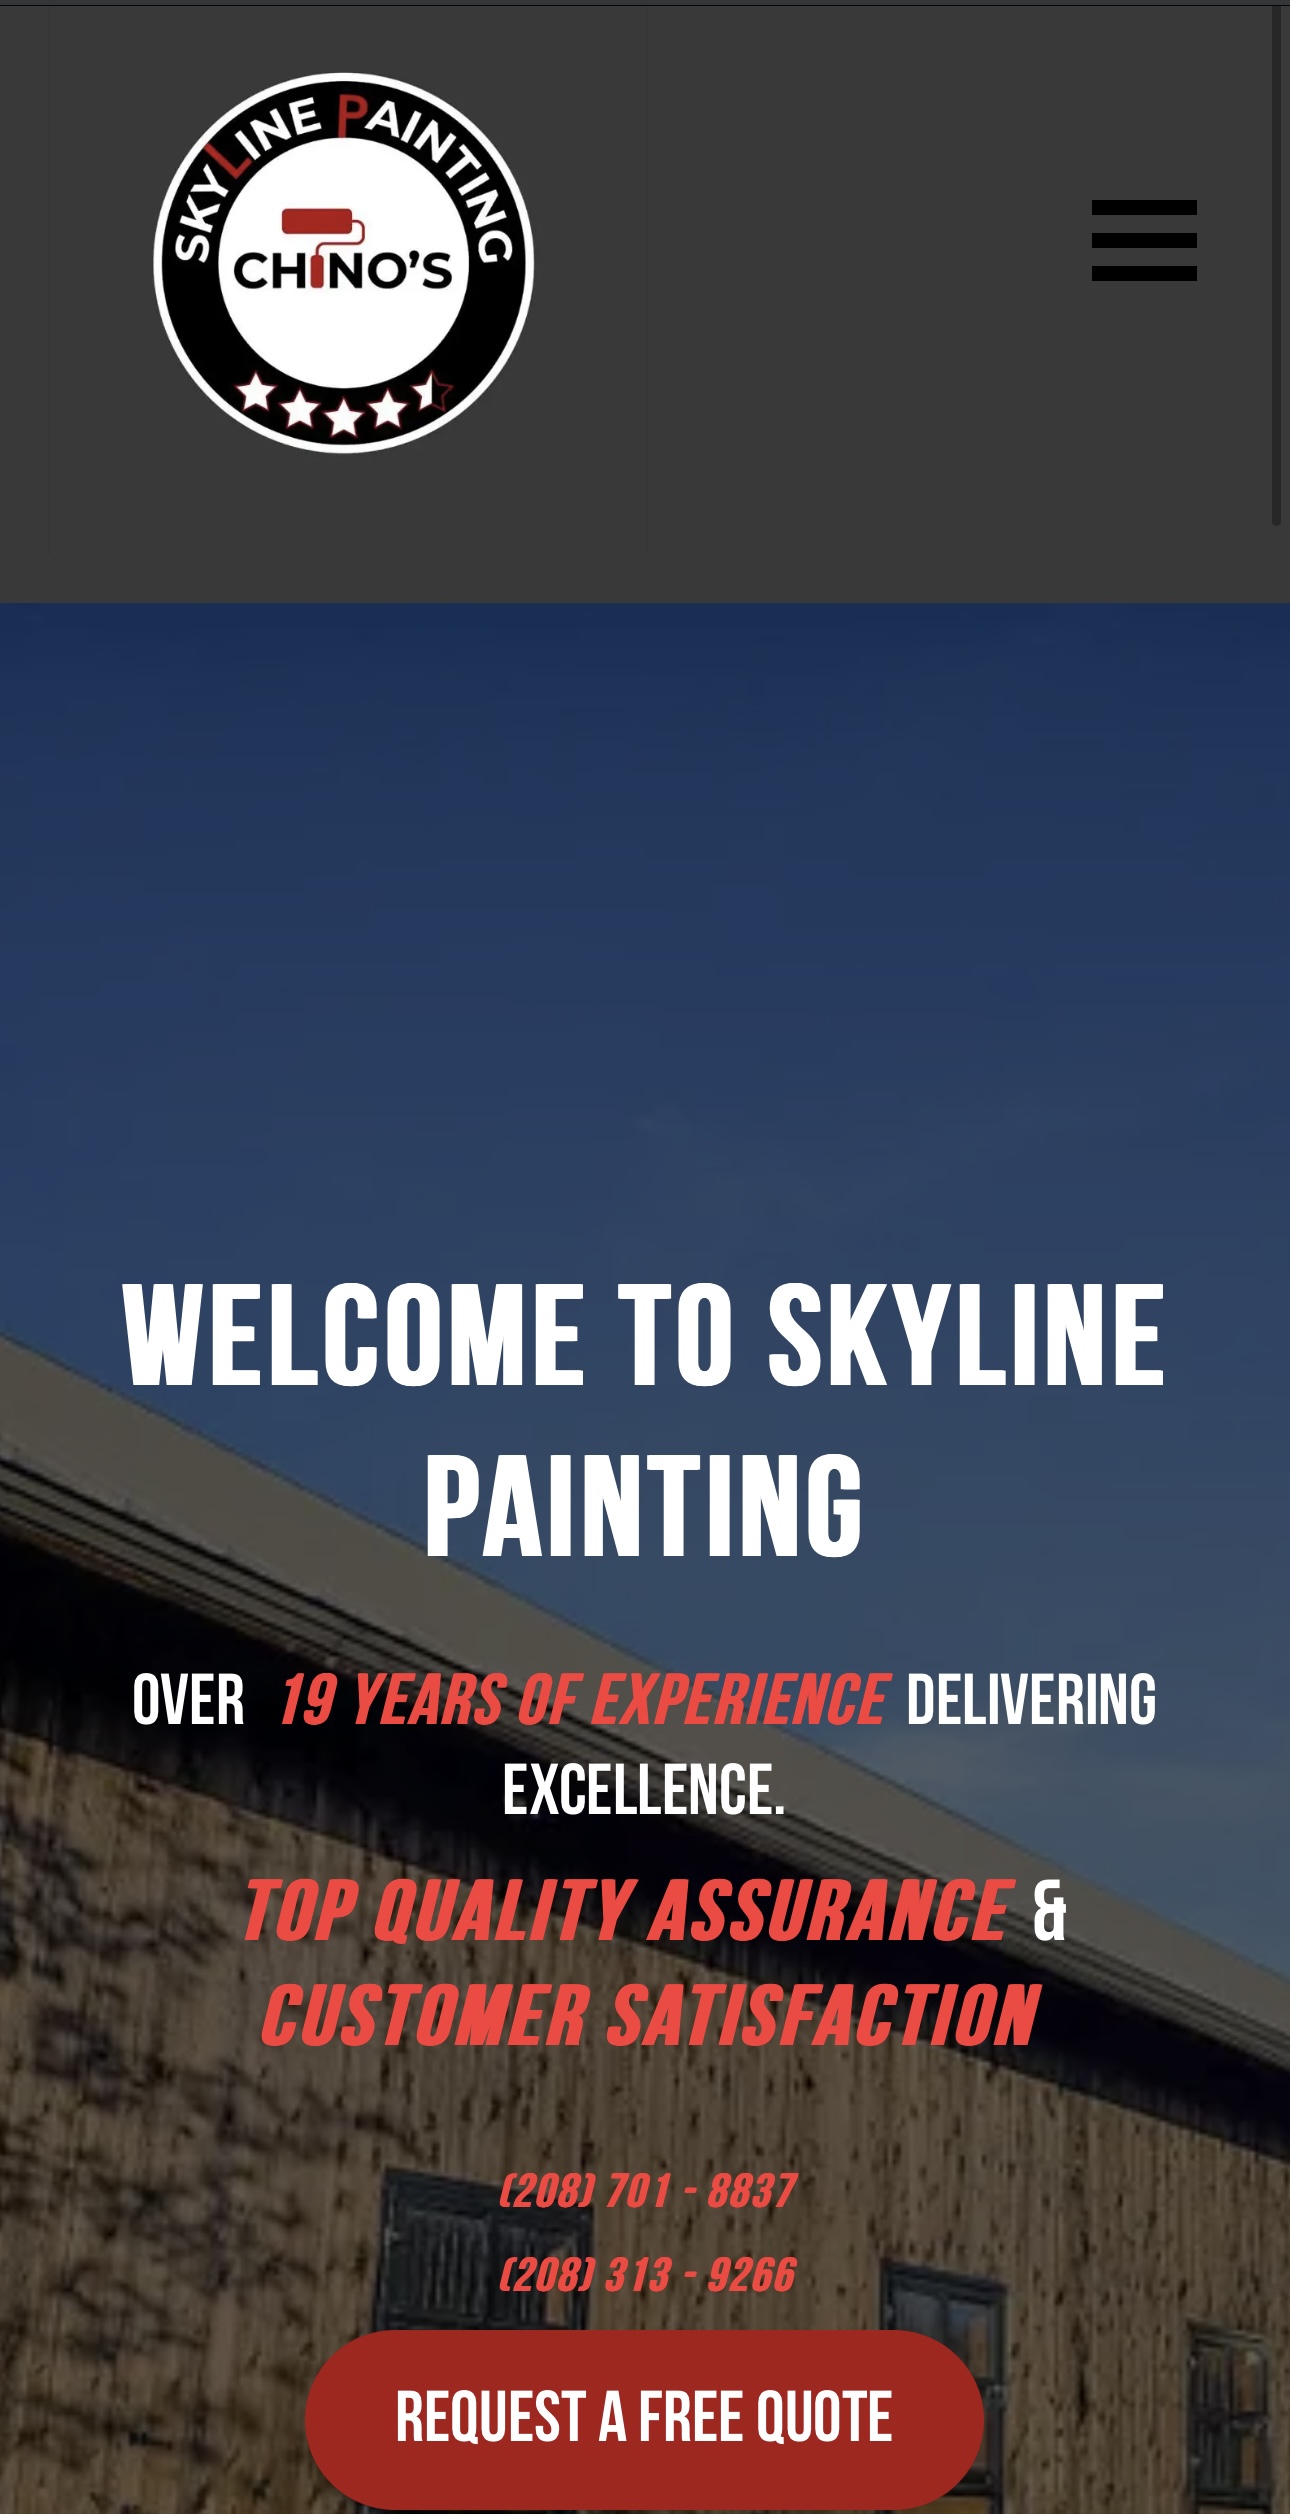 SKYLINE PAINTING
CHINO'S
WELCOME TO SKYLINE
PAINTING
OVER 19 YEARS OF EXPERIENCE DELIVERING
EXCELLENCE.
TOP QUALITY ASSURANCE &
CUSTOMER SATISFACTION
(208) 701 - 8837
(208) 313 - 9266
REQUEST A FREE QUOTE